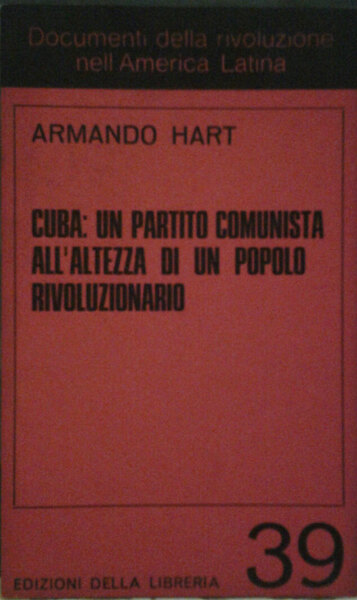 Documenti della rivoluzione
nell'America Latina
ARMANDO HART
CUBA: UN PARTITO COMUNISTA
ALL'ALTEZZA DI UN POPOLO
RIVOLUZIONARIO
EDIZIONI DELLA LIBRERIA
39